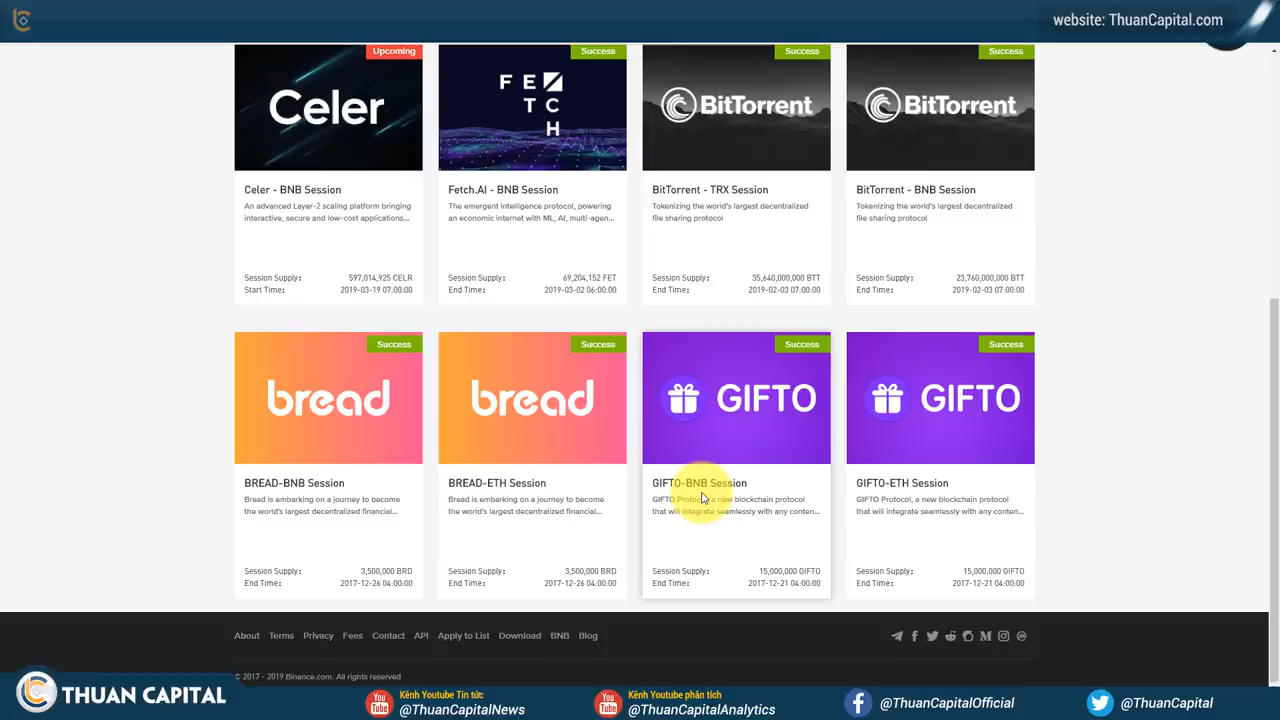 website: ThuanCapital.com
Upcoming
Success
Success
Success
Celer
FETCH
BitTorrent
BitTorrent
Celer - BNB Session
An advanced Layer-2 scaling platform bringing
interactive, secure and low-cost applications...
Session Supply: 597,014,925 CELR
Start Time: 2019-03-19 07:00:00
Fetch.AI - BNB Session
The emergent intelligence protocol, powering
an economic internet with ML, AI, multi-agen...
Session Supply: 69,204,152 FET
End Time: 2019-03-02 06:00:00
BitTorrent - TRX Session
Tokenizing the world's largest decentralized
file sharing protocol
Session Supply: 35,640,000,000 BTT
End Time: 2019-02-03 07:00:00
BitTorrent - BNB Session
Tokenizing the world's largest decentralized
file sharing protocol
Session Supply: 23,760,000,000 BTT
End Time: 2019-02-03 07:00:00
Success
Success
Success
Success
bread
bread
GIFTO
GIFTO
BREAD-BNB Session
Bread is embarking on a journey to become
the world's largest decentralized financial...
Session Supply: 3,500,000 BRD
End Time: 2017-12-26 04:00:00
BREAD-ETH Session
Bread is embarking on a journey to become
the world's largest decentralized financial...
Session Supply: 3,500,000 BRD
End Time: 2017-12-26 04:00:00
GIFTO-BNB Session
GIFTO Protocol, a new blockchain protocol
that will integrate seamlessly with any conten...
Session Supply: 15,000,000 GIFTO
End Time: 2017-12-21 04:00:00
GIFTO-ETH Session
GIFTO Protocol, a new blockchain protocol
that will integrate seamlessly with any conten...
Session Supply: 15,000,000 GIFTO
End Time: 2017-12-21 04:00:00
About Terms Privacy Fees Contact API Apply to List Download BNB Blog
© 2017 - 2019 Binance.com. All rights reserved
THUAN CAPITAL
You Tube
Kênh Youtube Tin tức
@ThuanCapitalNews
You Tube
Kênh Youtube phân tích
@ThuanCapitalAnalytics
@ThuanCapitalOfficial
@ThuanCapital